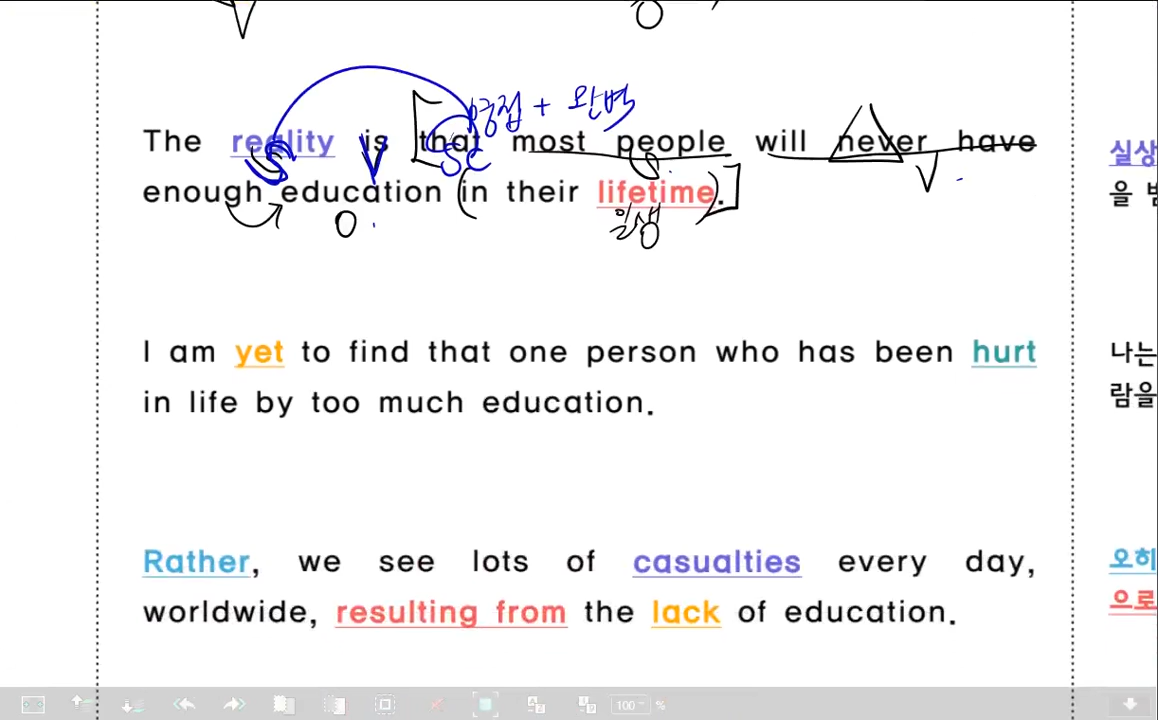 명접 + 완벽
The reality is that most people will never have
S V SC S V
enough education (in their lifetime).
O 일생
I am yet to find that one person who has been hurt
나는
in life by too much education.
람을
Rather, we see lots of casualties every day,
오히
worldwide, resulting from the lack of education.
으로
실상
을
100 %